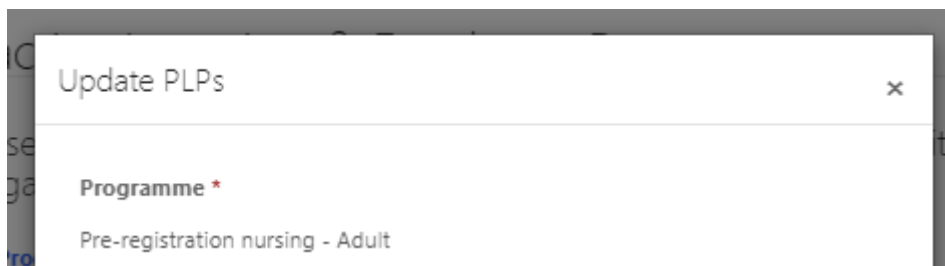 Update PLPs
×
Programme *
Pre-registration nursing - Adult